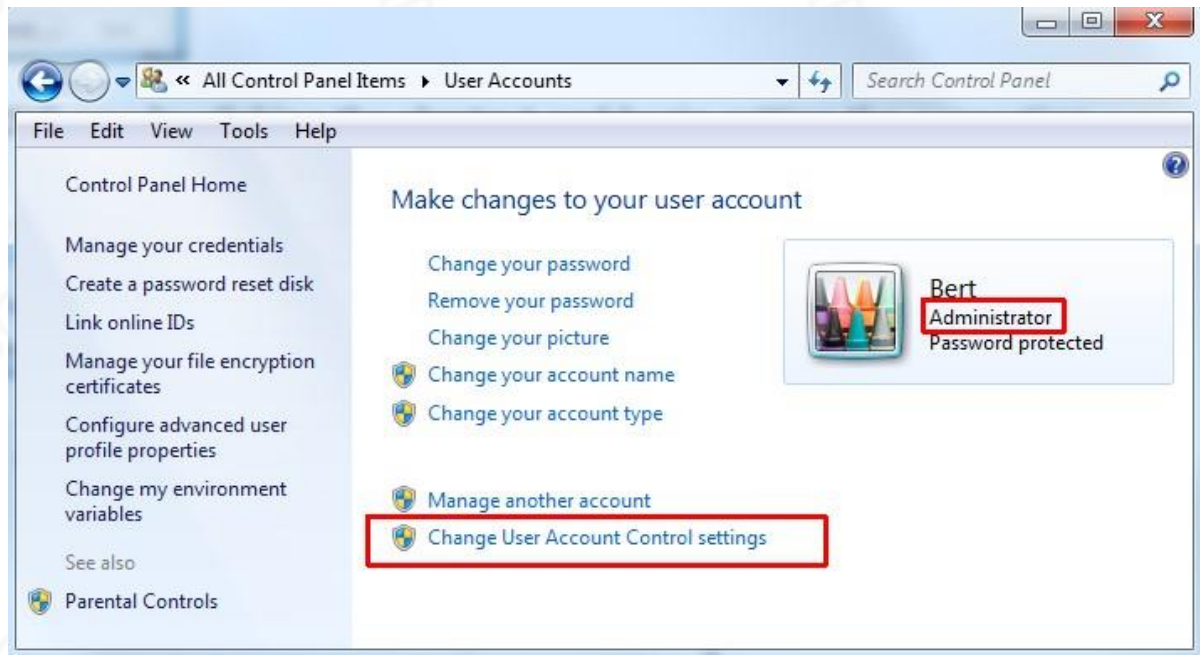 « All Control Panel Items ▸ User Accounts
Search Control Panel
File Edit View Tools Help
Control Panel Home
Manage your credentials
Create a password reset disk
Link online IDs
Manage your file encryption
certificates
Configure advanced user
profile properties
Change my environment
variables
See also
Parental Controls
Make changes to your user account
Change your password
Remove your password
Change your picture
Change your account name
Change your account type
Manage another account
Change User Account Control settings
Bert
Administrator
Password protected